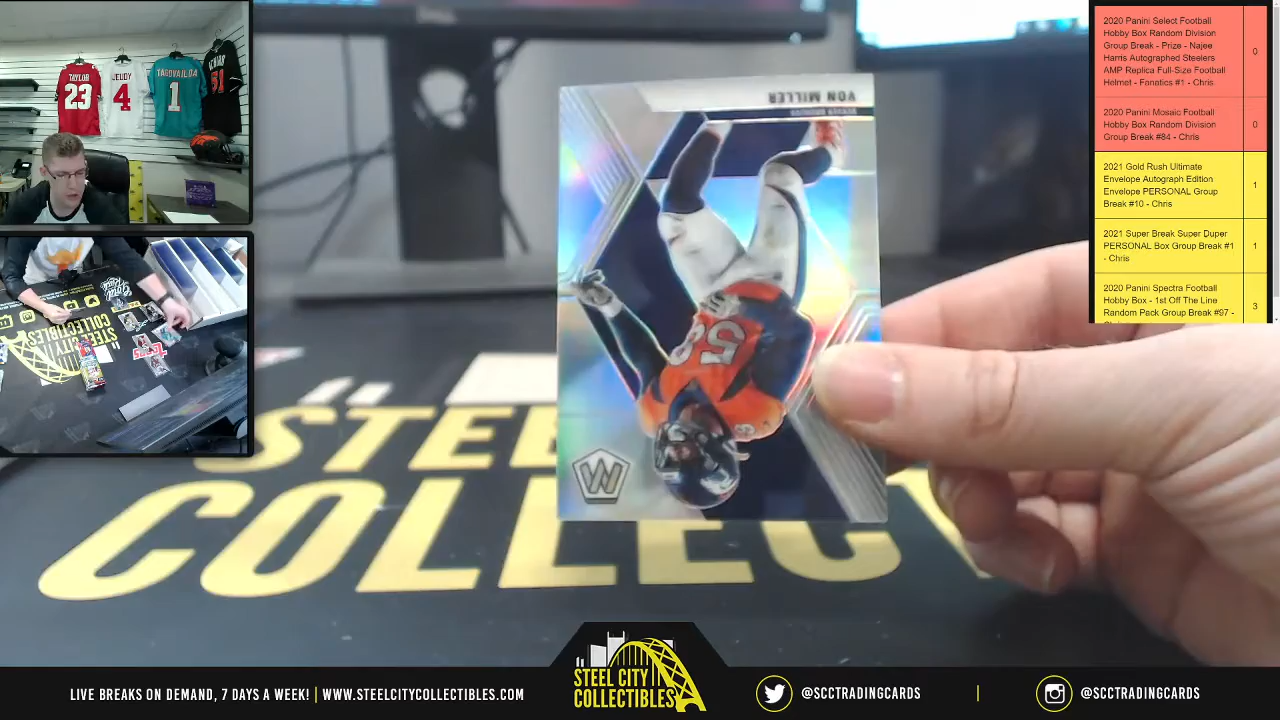 TAYLOR
23
JEUDY
4
TAGOVAILOA
1
51
VON MILLER
58
STEEL
COLLEC
2020 Panini Select Football
Hobby Box Random Division
Group Break - Prize - Najee
Harris Autographed Steelers
AMP Replica Full-Size Football
Helmet - Fanatics #1 - Chris
0
2020 Panini Mosaic Football
Hobby Box Random Division
Group Break #84 - Chris
0
2021 Gold Rush Ultimate
Envelope Autograph Edition
Envelope PERSONAL Group
Break #10 - Chris
1
2021 Super Break Super Duper
PERSONAL Box Group Break #1
- Chris
1
2020 Panini Spectra Football
Hobby Box - 1st Off The Line
Random Pack Group Break #97 -
3
LIVE BREAKS ON DEMAND, 7 DAYS A WEEK! | WWW.STEELCITYCOLLECTIBLES.COM
STEEL CITY
COLLECTIBLES
@SCCTRADINGCARDS
@SCCTRADINGCARDS